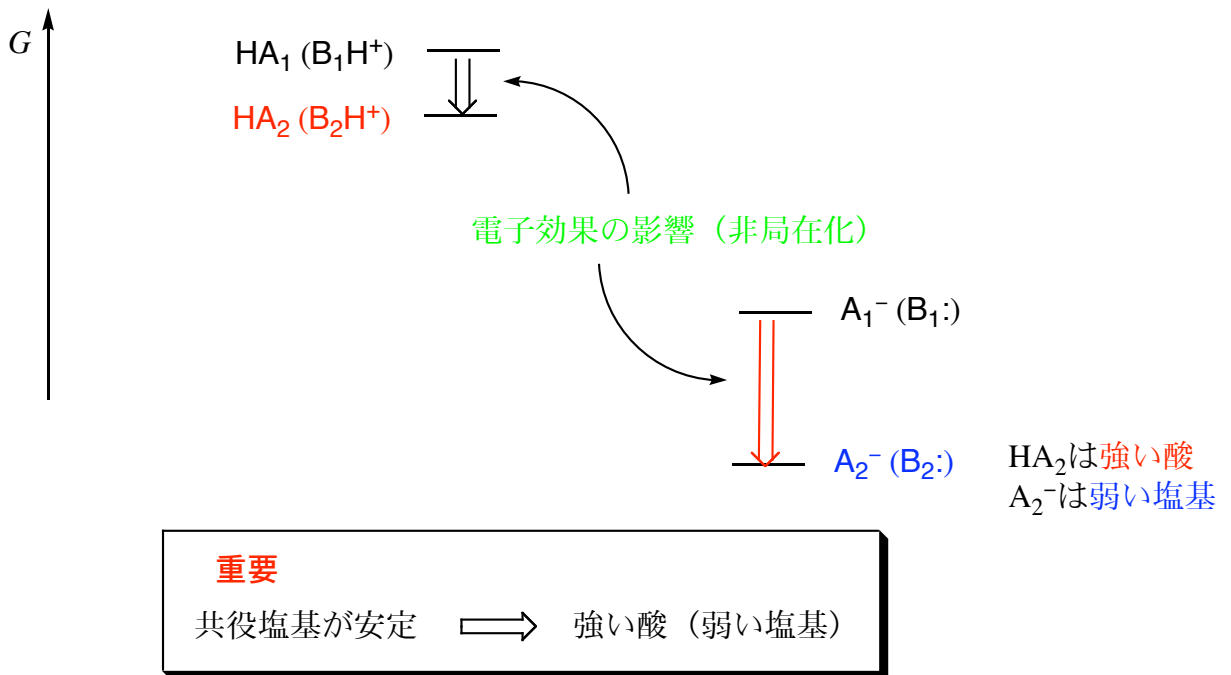 G
HA₁ (B₁H⁺)
HA₂ (B₂H⁺)
電子効果の影響（非局在化）
A₁⁻ (B₁:)
A₂⁻ (B₂:)
HA₂は強い酸
A₂⁻は弱い塩基
重要
共役塩基が安定 ⇒ 強い酸（弱い塩基）